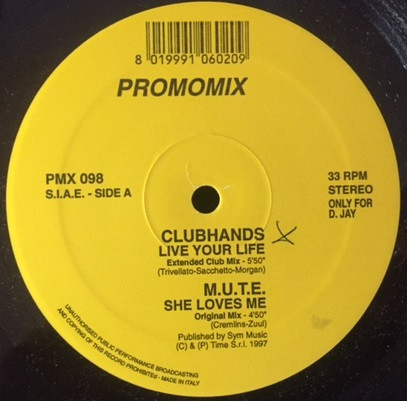 8 019991 060209
PROMOMIX
PMX 098
S.I.A.E. - SIDE A
33 RPM
STEREO
ONLY FOR
D. JAY
CLUBHANDS
LIVE YOUR LIFE
Extended Club Mix - 5'50"
(Trivellato-Sacchetto-Morgan)
M.U.T.E.
SHE LOVES ME
Original Mix - 4'50"
(Cremlins-Zuul)
Published by Sym Music
(C) & (P) Time S.r.l. 1997
UNAUTHORISED PUBLIC PERFORMANCE BROADCASTING
AND COPYING OF THIS RECORD PROHIBITES - MADE IN ITALY